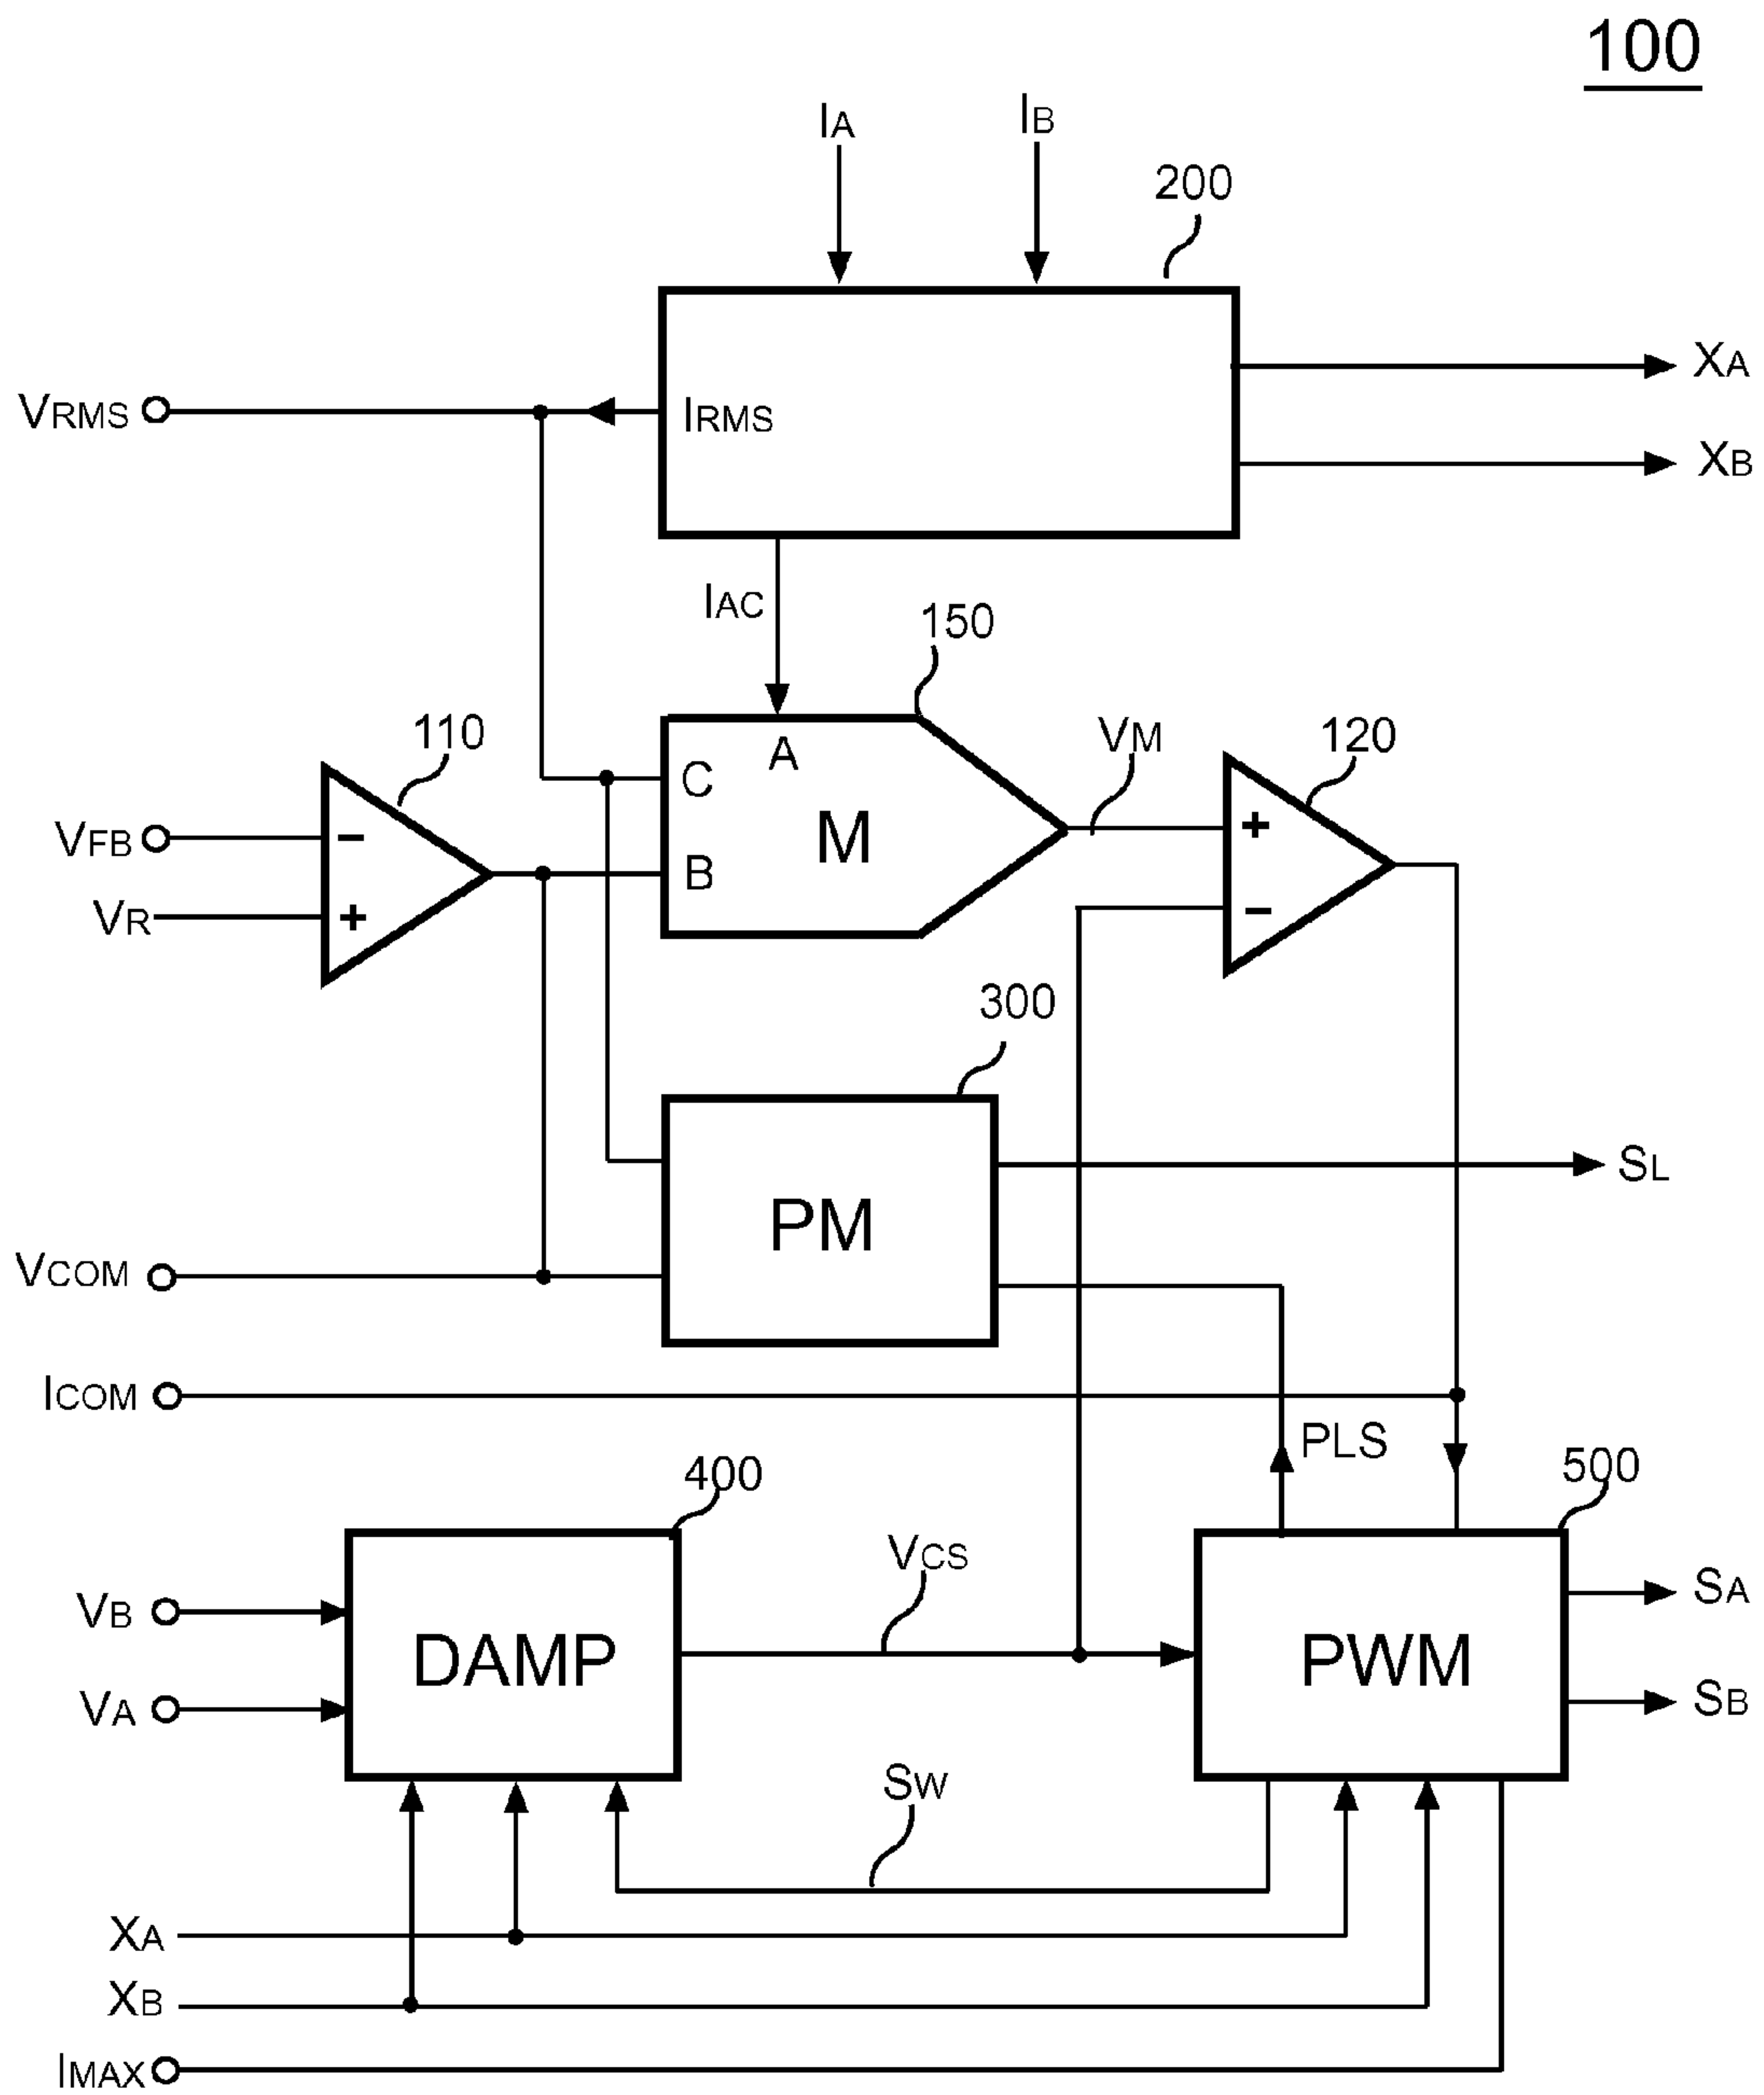 100
IA
IB
200
XA
VRMS
IRMS
XB
IAC
150
110
VM
120
A
C
+
VFB
−
M
B
−
VR
+
300
SL
PM
VCOM
ICOM
PLS
400
500
VCS
SA
VB
DAMP
PWM
VA
SB
SW
XA
XB
IMAX